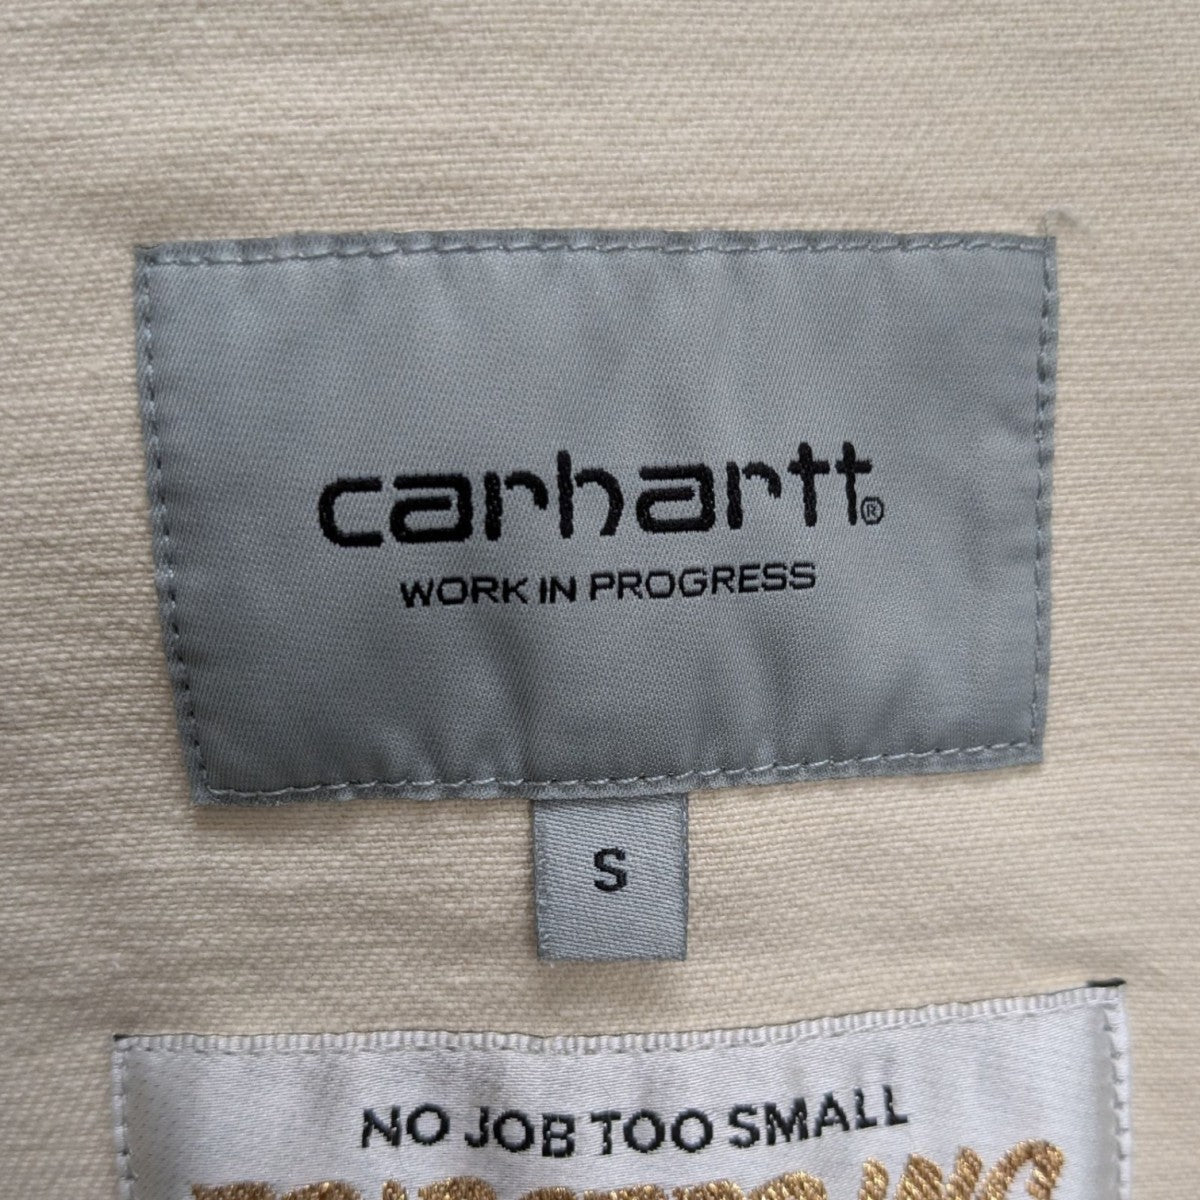 carhartt®
WORK IN PROGRESS
S
NO JOB TOO SMALL